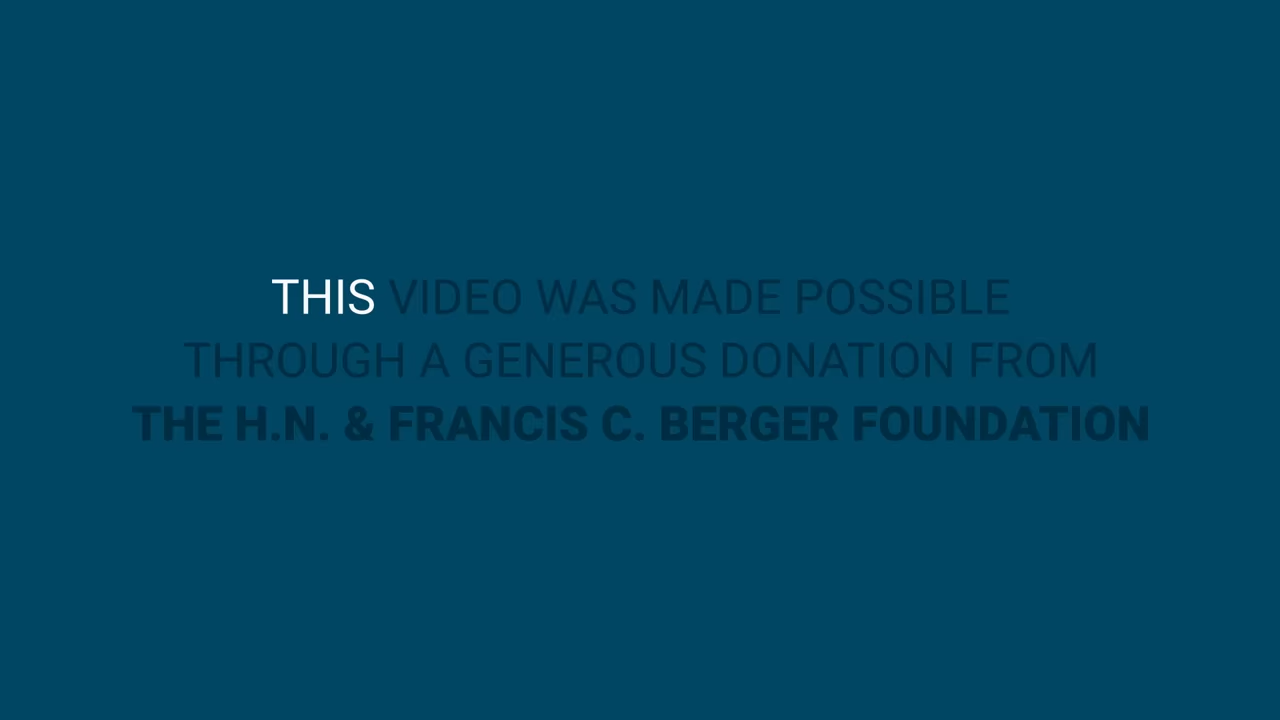 THIS VIDEO WAS MADE POSSIBLE
THROUGH A GENEROUS DONATION FROM
THE H.N. & FRANCIS C. BERGER FOUNDATION